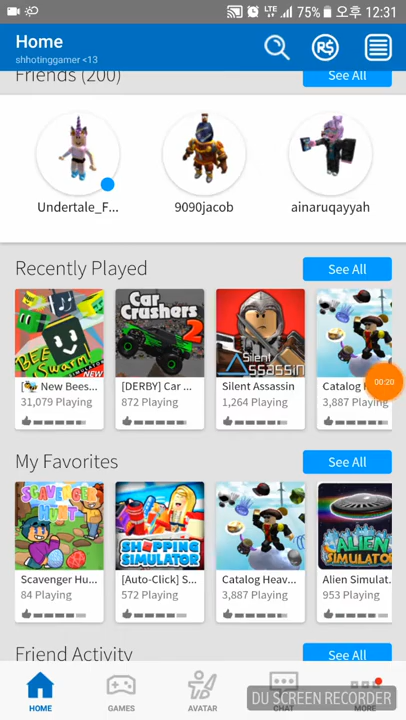 LTE 75% 오후 12:31
Home
shhotinggamer <13
R$
Friends (200)
See All
Undertale_F...
9090jacob
ainaruqayyah
Recently Played
See All
BEE SWARM
NEW
Car Crushers 2
Silent Assassin
[🐝 New Bees...
[DERBY] Car ...
Silent Assassin
Catalog
31,079 Playing
872 Playing
1,264 Playing
3,887 Playing
00:20
My Favorites
See All
SCAVENGER HUNT
SHOPPING SIMULATOR
ALIEN SIMULATOR
Scavenger Hu...
[Auto-Click] S...
Catalog Heav...
Alien Simulat...
84 Playing
572 Playing
3,887 Playing
953 Playing
Friend Activity
See All
HOME
GAMES
AVATAR
CHAT
MORE
DU SCREEN RECORDER